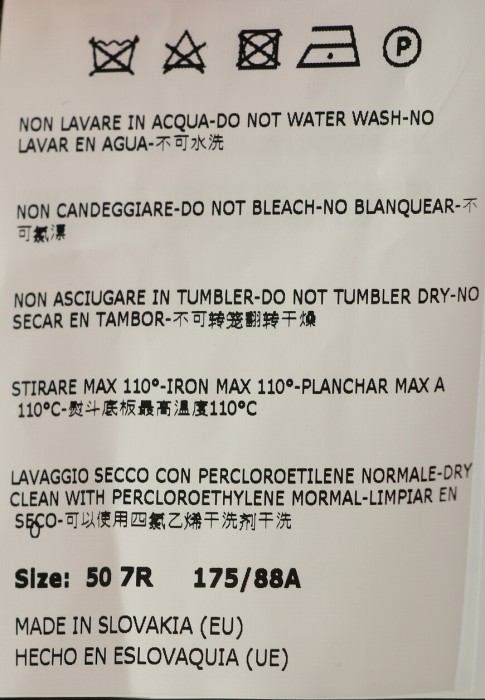 P
NON LAVARE IN ACQUA-DO NOT WATER WASH-NO
LAVAR EN AGUA-不可水洗
NON CANDEGGIARE-DO NOT BLEACH-NO BLANQUEAR-不
可氯漂
NON ASCIUGARE IN TUMBLER-DO NOT TUMBLER DRY-NO
SECAR EN TAMBOR-不可转笼翻转干燥
STIRARE MAX 110°-IRON MAX 110°-PLANCHAR MAX A
110°C-熨斗底板最高温度110°C
LAVAGGIO SECCO CON PERCLOROETILENE NORMALE-DRY
CLEAN WITH PERCLOROETHYLENE MORMAL-LIMPIAR EN
SECO-可以使用四氯乙烯干洗剂干洗
Size: 50 7R 175/88A
MADE IN SLOVAKIA (EU)
HECHO EN ESLOVAQUIA (UE)